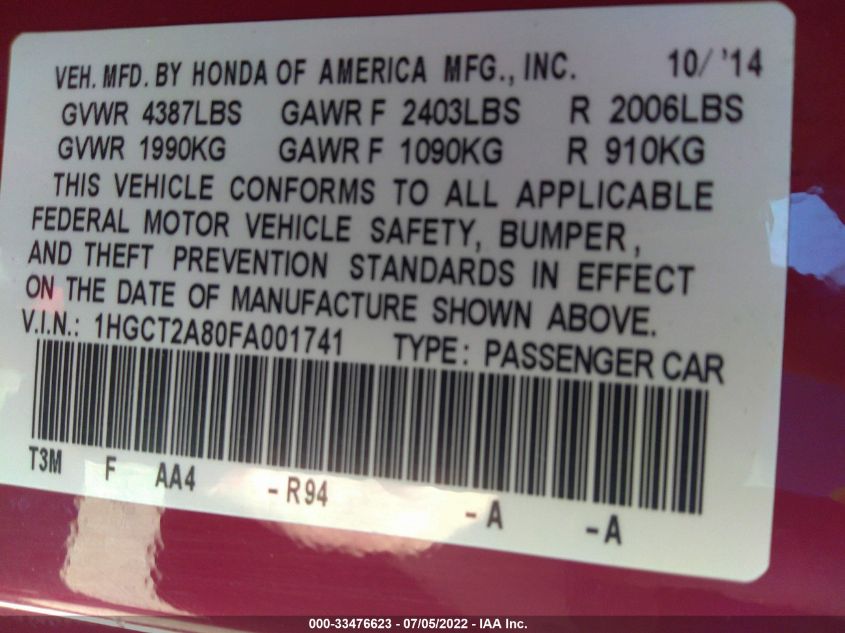 VEH. MFD. BY HONDA OF AMERICA MFG., INC. 10/ '14
GVWR 4387LBS GAWR F 2403LBS R 2006LBS
GVWR 1990KG GAWR F 1090KG R 910KG
THIS VEHICLE CONFORMS TO ALL APPLICABLE
FEDERAL MOTOR VEHICLE SAFETY, BUMPER,
AND THEFT PREVENTION STANDARDS IN EFFECT
ON THE DATE OF MANUFACTURE SHOWN ABOVE.
V.I.N.: 1HGCT2A80FA001741 TYPE: PASSENGER CAR
T3M F AA4 -R94 -A -A
000-33476623 - 07/05/2022 - IAA Inc.